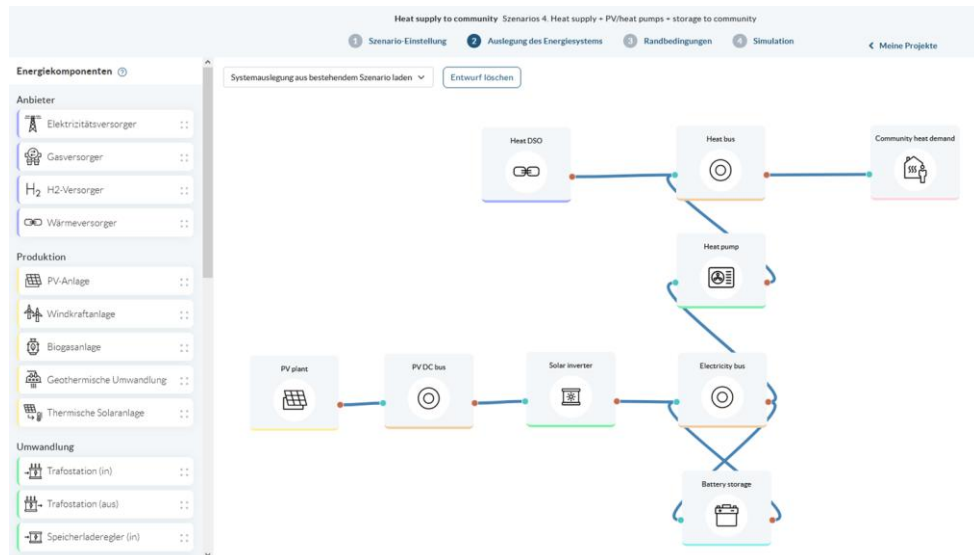 Heat supply to community Szenarios 4. Heat supply + PV/heat pumps + storage to community
1 Szenario-Einstellung 2 Auslegung des Energiesystems 3 Randbedingungen 4 Simulation
Meine Projekte
Energiekomponenten
Systemauslegung aus bestehendem Szenario laden
Entwurf löschen
Anbieter
Elektrizitätsversorger
Gasversorger
H2 H2-Versorger
Wärmeversorger
Produktion
PV-Anlage
Windkraftanlage
Biogasanlage
Geothermische Umwandlung
Thermische Solaranlage
Umwandlung
Trafostation (in)
Trafostation (aus)
Speicherladeregler (in)
Heat DSO
Heat bus
Community heat demand
Heat pump
PV plant
PV DC bus
Solar inverter
Electricity bus
Battery storage